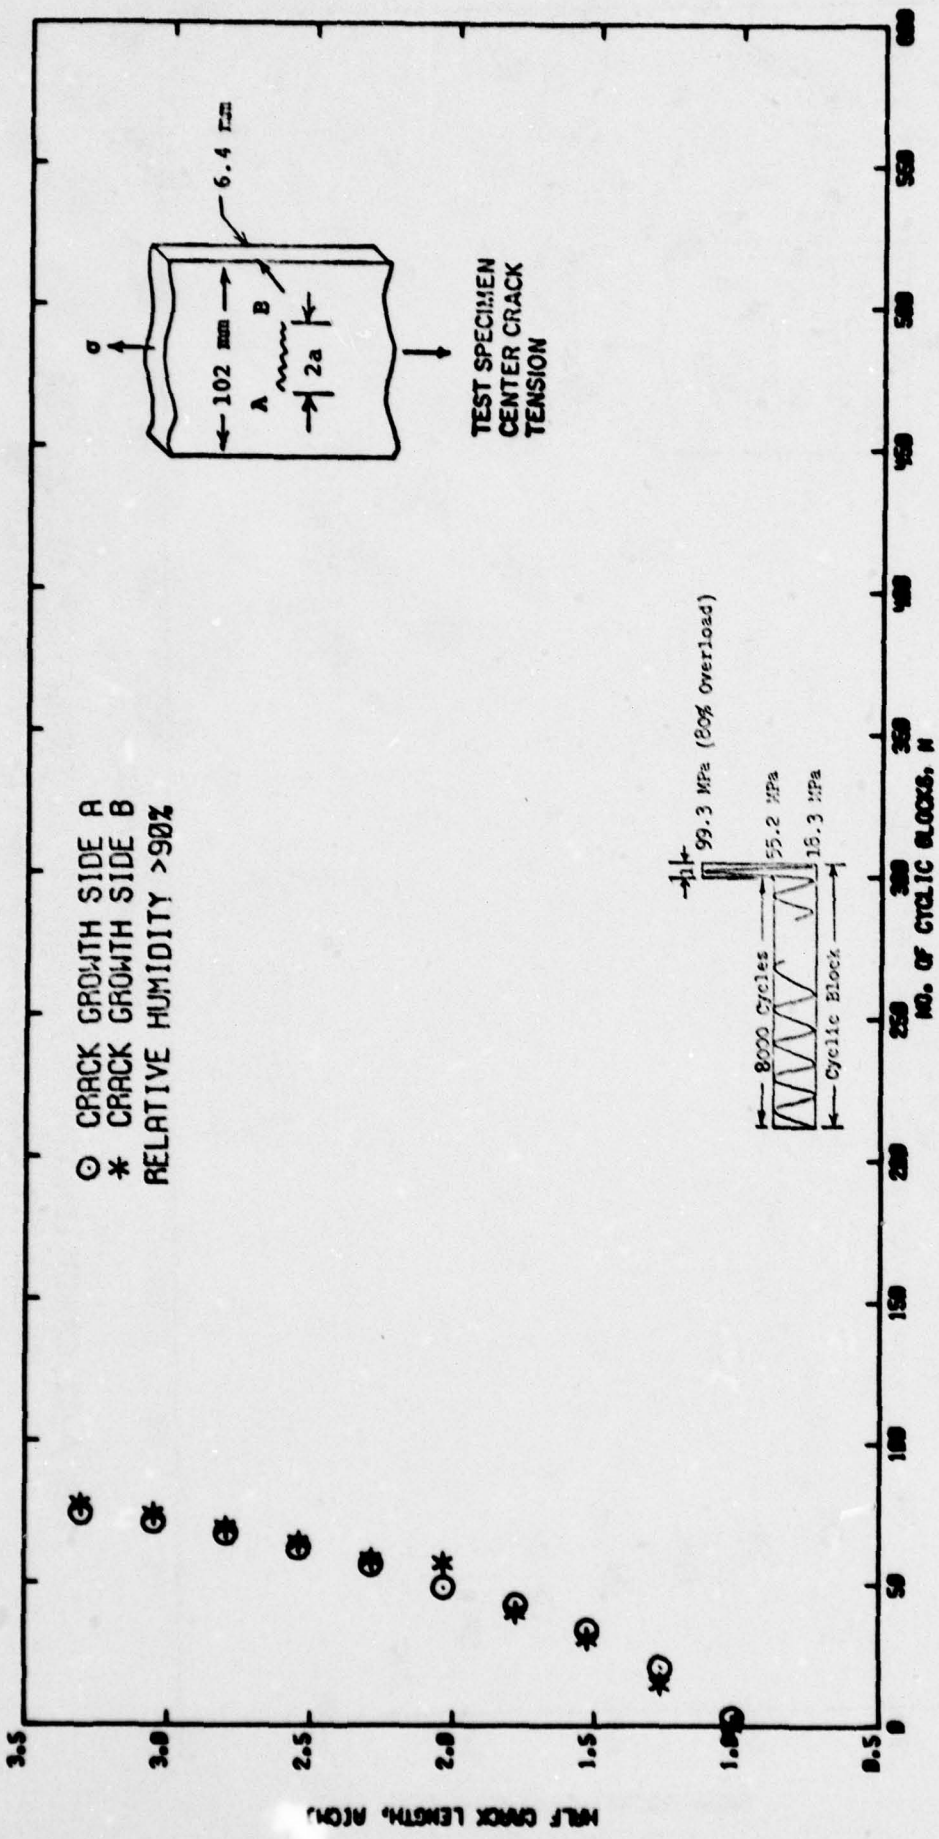 ⊙ CRACK GROWTH SIDE A
* CRACK GROWTH SIDE B
RELATIVE HUMIDITY >90%
σ
102 mm
6.4 mm
A
B
2a
TEST SPECIMEN
CENTER CRACK
TENSION
99.3 MPa (80% Overload)
8000 Cycles
55.2 MPa
18.3 MPa
Cyclic Block
HALF CRACK LENGTH, A(CM)
3.5
3.0
2.5
2.0
1.5
1.0
0.5
0
50
100
150
200
250
300
350
400
450
500
550
600
NO. OF CYCLIC BLOCKS, N